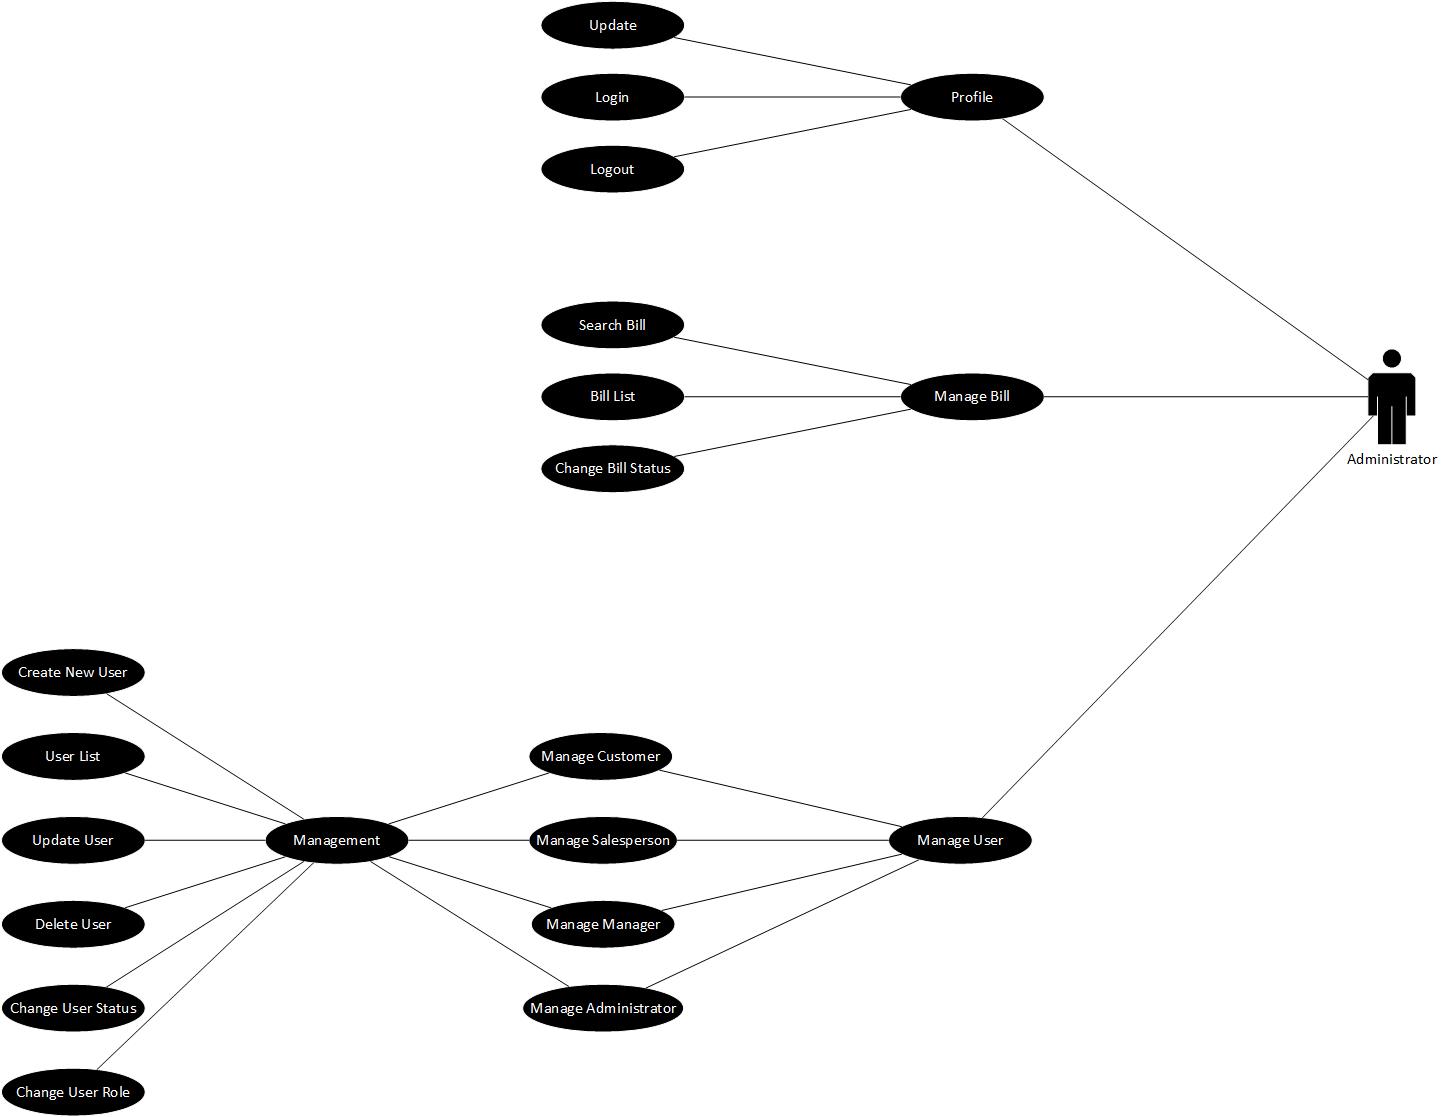 Update
Login
Profile
Logout
Search Bill
Bill List
Manage Bill
Change Bill Status
Administrator
Create New User
User List
Manage Customer
Update User
Management
Manage Salesperson
Manage User
Delete User
Manage Manager
Change User Status
Manage Administrator
Change User Role